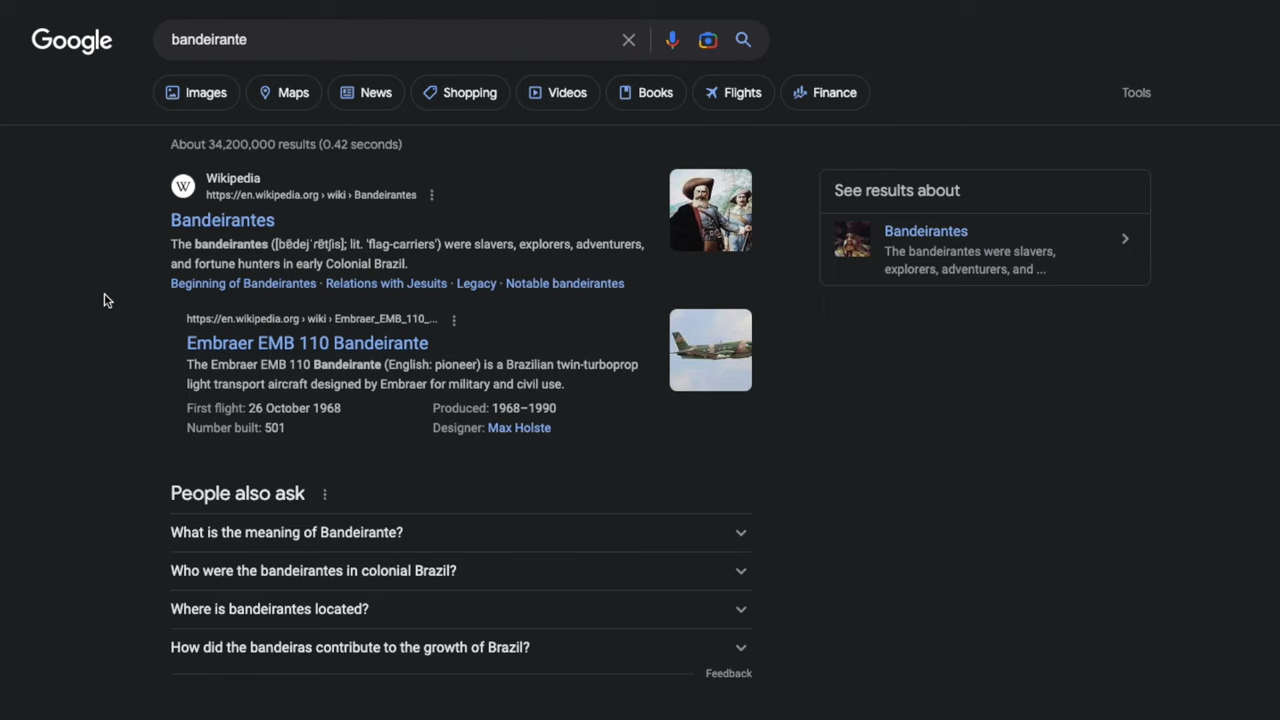 Google
bandeirante
Images
Maps
News
Shopping
Videos
Books
Flights
Finance
Tools
About 34,200,000 results (0.42 seconds)
W
Wikipedia
https://en.wikipedia.org › wiki › Bandeirantes
Bandeirantes
The bandeirantes ([bɐ̃dejˈɾɐ̃tʃis]; lit. 'flag-carriers') were slavers, explorers, adventurers,
and fortune hunters in early Colonial Brazil.
Beginning of Bandeirantes · Relations with Jesuits · Legacy · Notable bandeirantes
https://en.wikipedia.org › wiki › Embraer_EMB_110_...
Embraer EMB 110 Bandeirante
The Embraer EMB 110 Bandeirante (English: pioneer) is a Brazilian twin-turboprop
light transport aircraft designed by Embraer for military and civil use.
First flight: 26 October 1968
Produced: 1968–1990
Number built: 501
Designer: Max Holste
People also ask
What is the meaning of Bandeirante?
Who were the bandeirantes in colonial Brazil?
Where is bandeirantes located?
How did the bandeiras contribute to the growth of Brazil?
Feedback
See results about
Bandeirantes
The bandeirantes were slavers,
explorers, adventurers, and ...